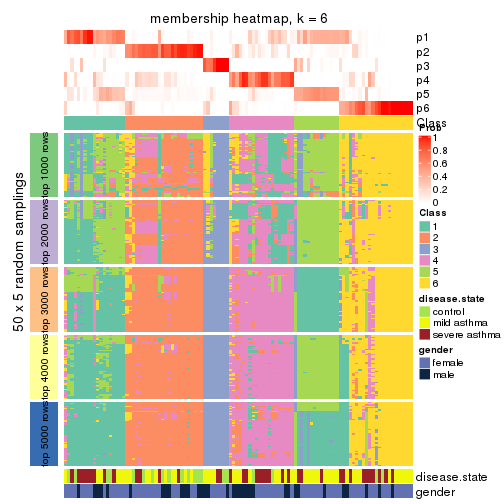 membership heatmap, k = 6
p1
p2
p3
p4
p5
p6
Class
50 x 5 random samplings
top 1000 rows
top 2000 rows
top 3000 rows
top 4000 rows
top 5000 rows
Prob
1
0.8
0.6
0.4
0.2
0
Class
1
2
3
4
5
6
disease.state
control
mild asthma
severe asthma
gender
female
male
disease.state
gender